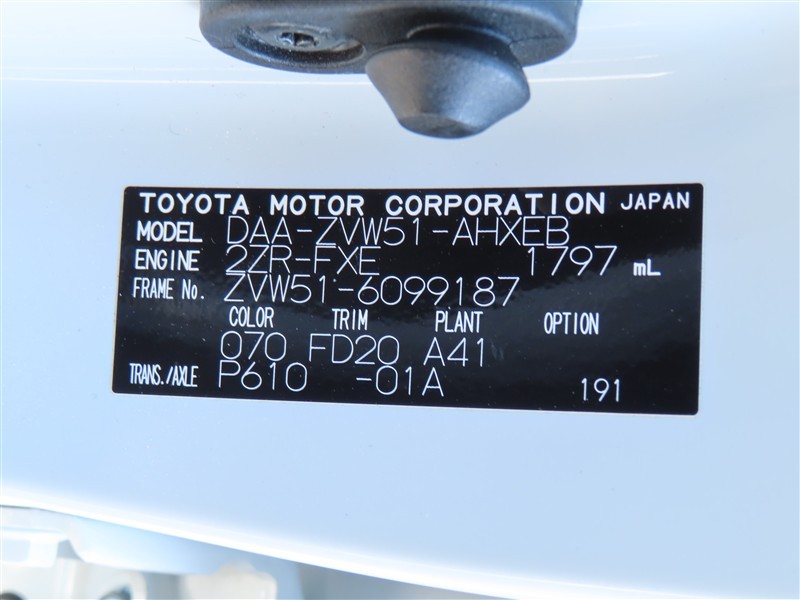 TOYOTA MOTOR CORPORATION JAPAN
MODEL DAA-ZVW51-AHXEB
ENGINE 2ZR-FXE 1797 mL
FRAME No. ZVW51-6099187
COLOR TRIM PLANT OPTION
070 FD20 A41
TRANS./AXLE P610 -01A 191